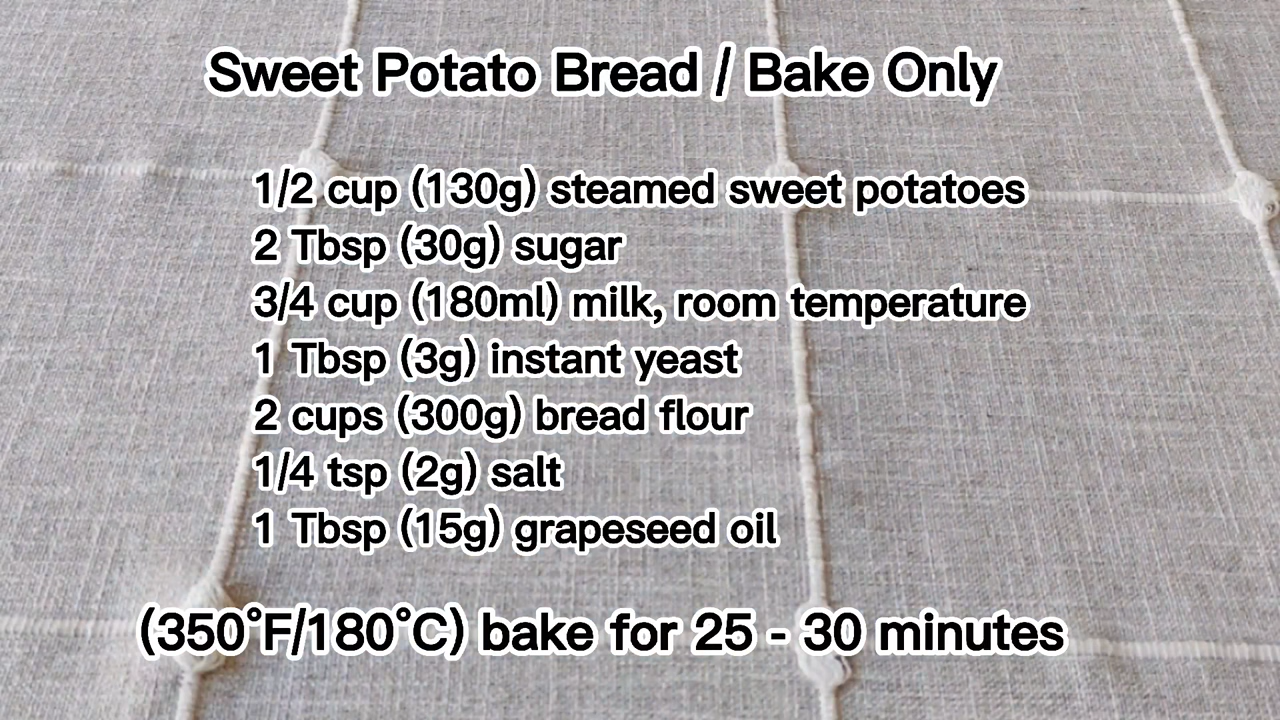 Sweet Potato Bread / Bake Only
1/2 cup (130g) steamed sweet potatoes
2 Tbsp (30g) sugar
3/4 cup (180ml) milk, room temperature
1 Tbsp (3g) instant yeast
2 cups (300g) bread flour
1/4 tsp (2g) salt
1 Tbsp (15g) grapeseed oil
(350°F/180°C) bake for 25 - 30 minutes